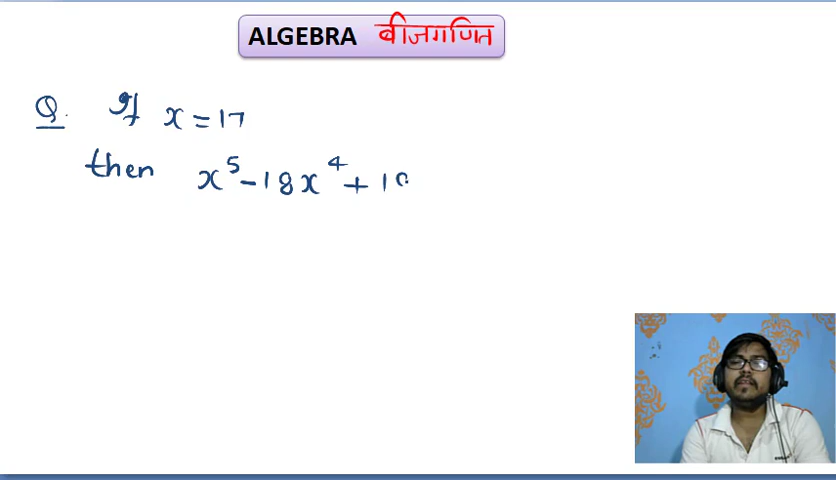 ALGEBRA बीजगणित
Q. If x = 17
then x⁵ - 18x⁴ + 1